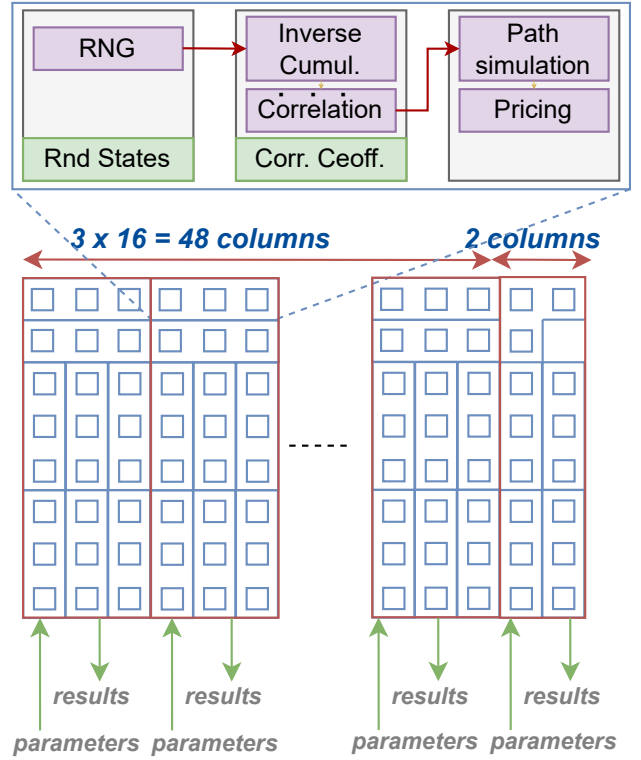 RNG
Inverse
Cumul.
Path
simulation
. . .
Correlation
Pricing
Rnd States
Corr. Ceoff.
3 x 16 = 48 columns
2 columns
results
results
results
results
parameters
parameters
parameters
parameters